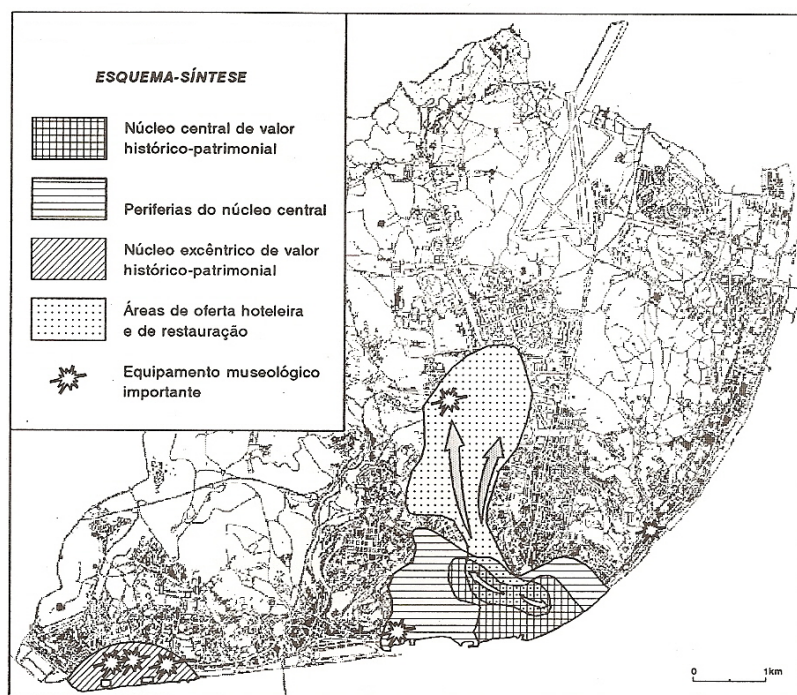 ESQUEMA-SÍNTESE
Núcleo central de valor
histórico-patrimonial
Periferias do núcleo central
Núcleo excêntrico de valor
histórico-patrimonial
Áreas de oferta hoteleira
e de restauração
Equipamento museológico
importante
0 1km